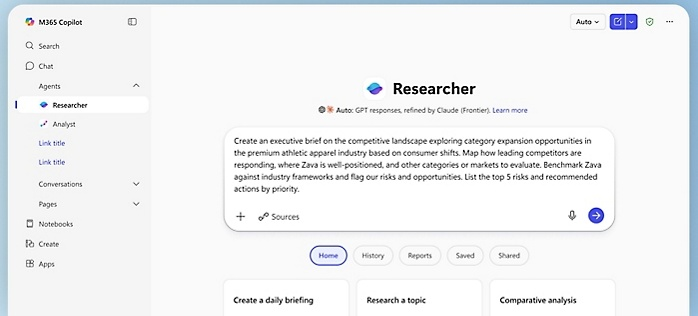 M365 Copilot
Search
Chat
Agents
Researcher
Analyst
Link title
Link title
Conversations
Pages
Notebooks
Create
Apps
Auto
Researcher
Auto: GPT responses, refined by Claude (Frontier). Learn more
Create an executive brief on the competitive landscape exploring category expansion opportunities in
the premium athletic apparel industry based on consumer shifts. Map how leading competitors are
responding, where Zava is well-positioned, and other categories or markets to evaluate. Benchmark Zava
against industry frameworks and flag our risks and opportunities. List the top 5 risks and recommended
actions by priority.
Sources
Home
History
Reports
Saved
Shared
Create a daily briefing
Research a topic
Comparative analysis